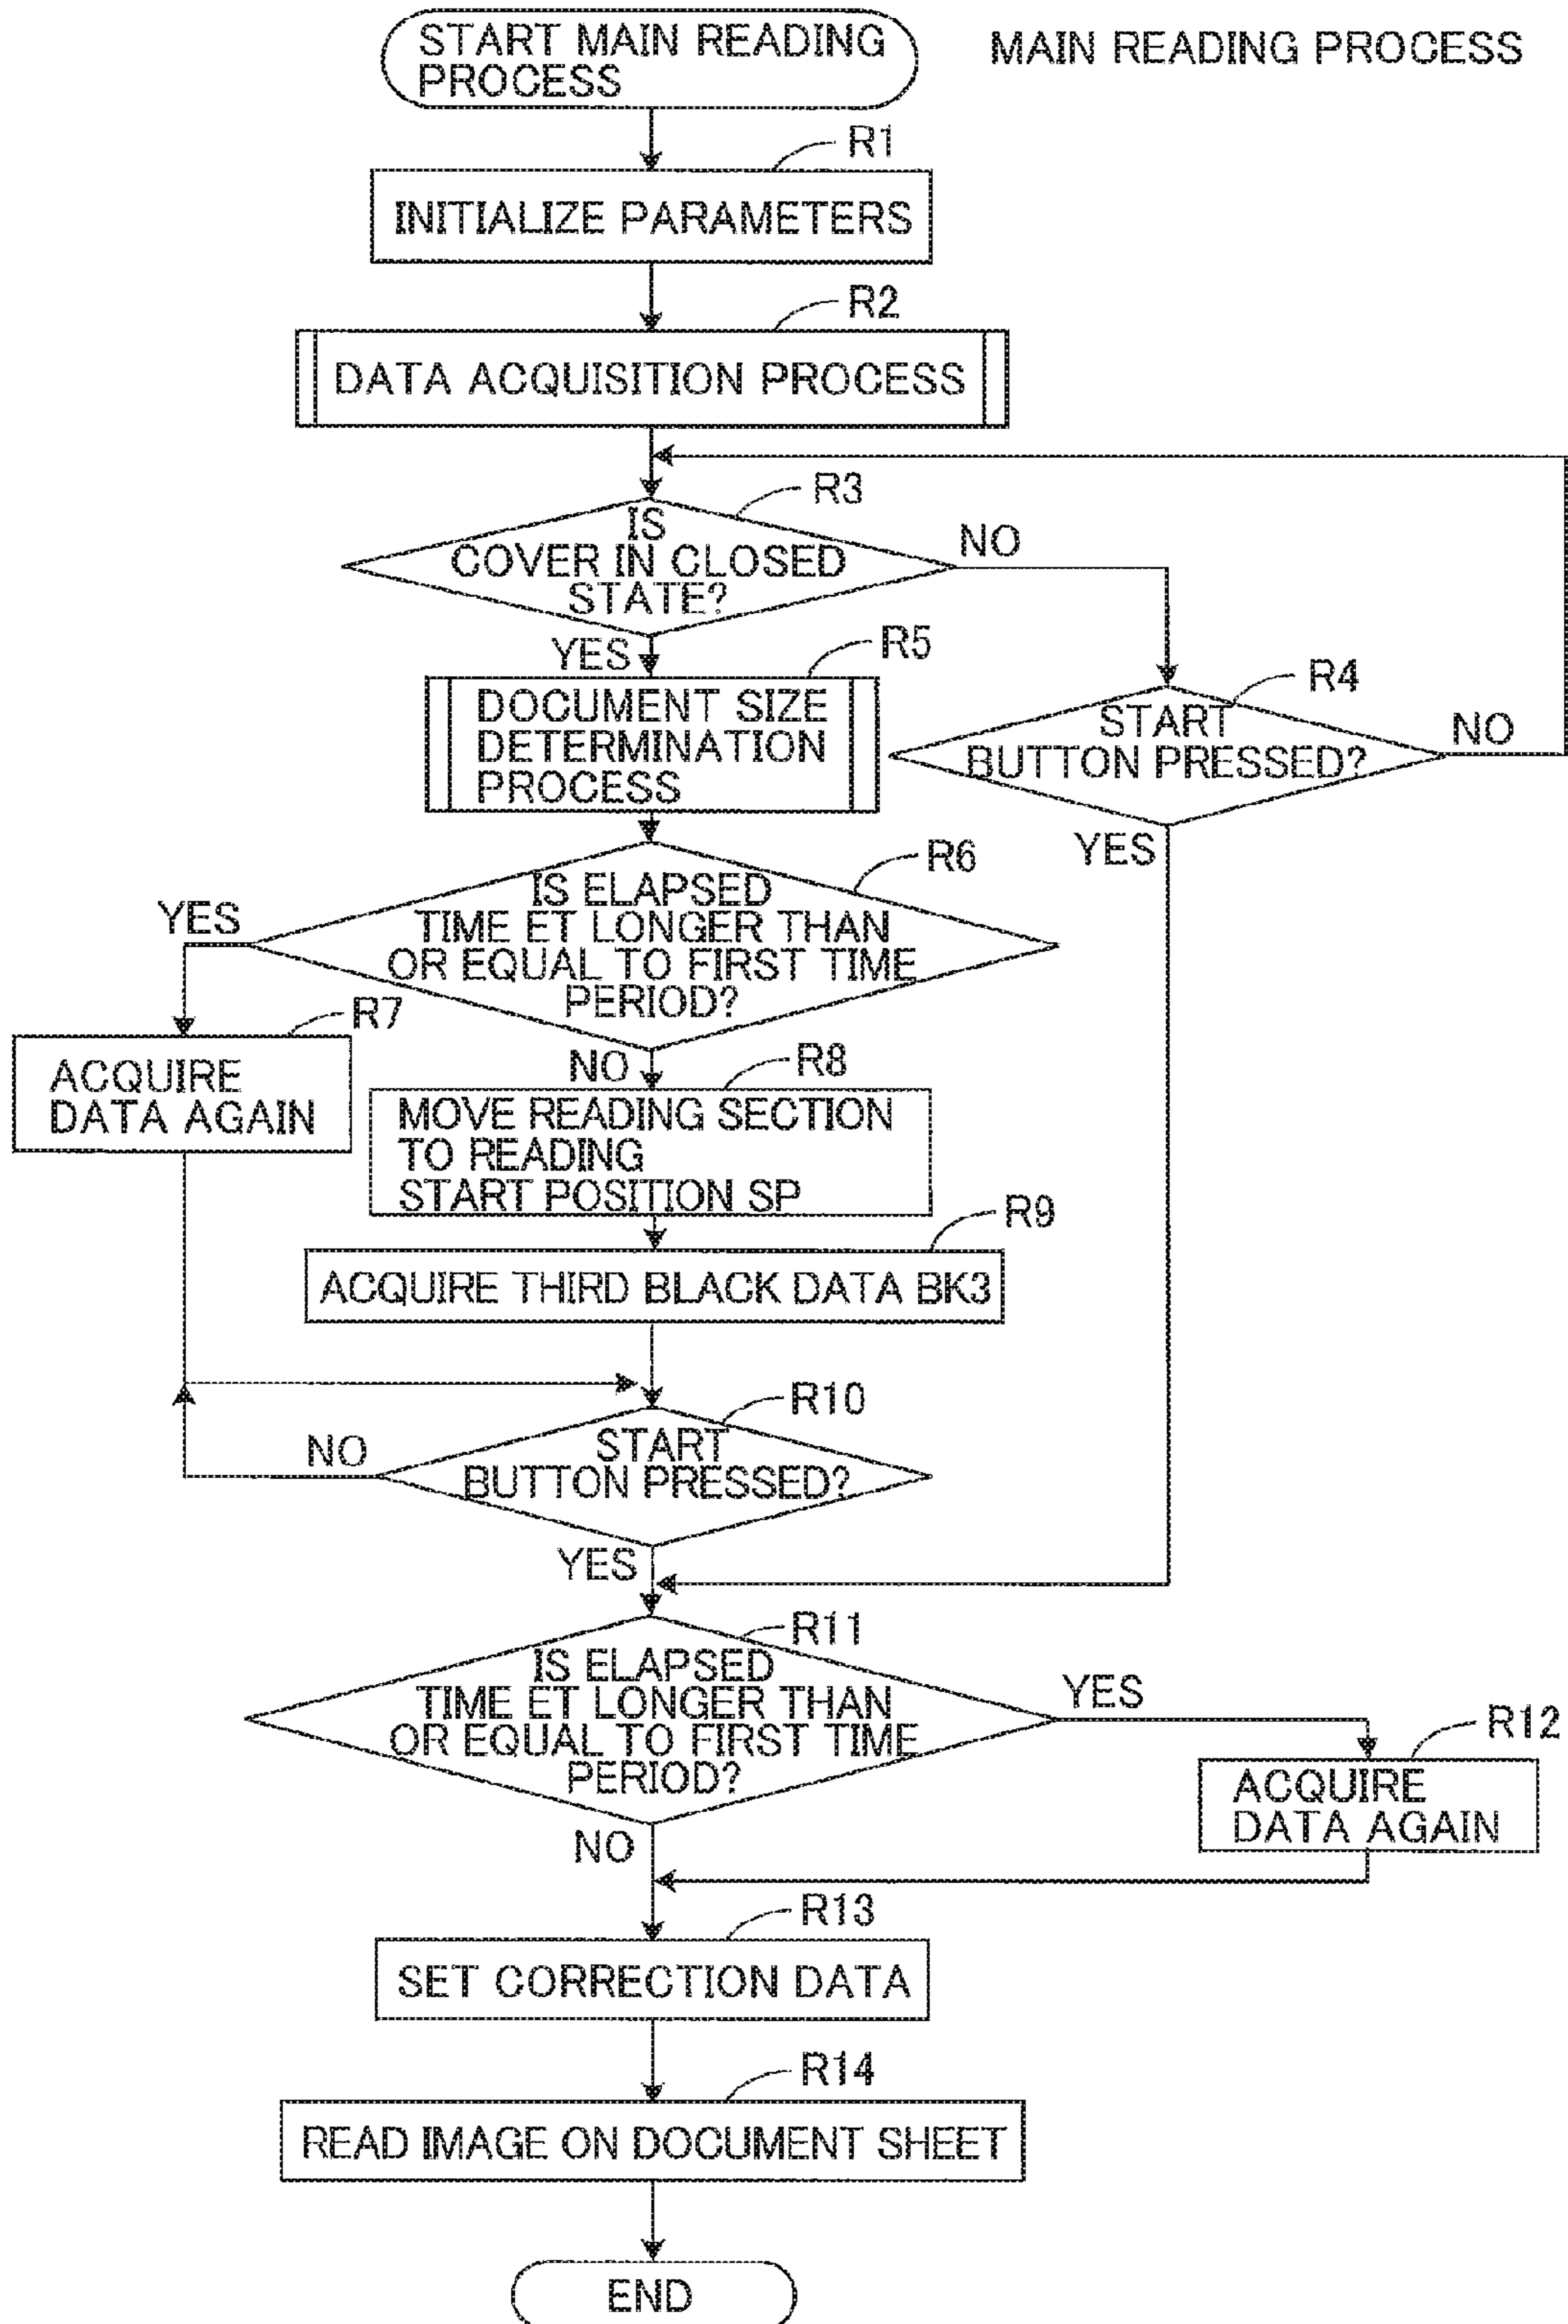 START MAIN READING
PROCESS
MAIN READING PROCESS
R1
INITIALIZE PARAMETERS
R2
DATA ACQUISITION PROCESS
R3
IS
COVER IN CLOSED
STATE?
NO
YES
R5
DOCUMENT SIZE
DETERMINATION
PROCESS
R4
START
BUTTON PRESSED?
NO
YES
R6
IS ELAPSED
TIME ET LONGER THAN
OR EQUAL TO FIRST TIME
PERIOD?
YES
R7
ACQUIRE
DATA AGAIN
NO
R8
MOVE READING SECTION
TO READING
START POSITION SP
R9
ACQUIRE THIRD BLACK DATA BK3
R10
START
BUTTON PRESSED?
NO
YES
R11
IS ELAPSED
TIME ET LONGER THAN
OR EQUAL TO FIRST TIME
PERIOD?
YES
R12
ACQUIRE
DATA AGAIN
NO
R13
SET CORRECTION DATA
R14
READ IMAGE ON DOCUMENT SHEET
END